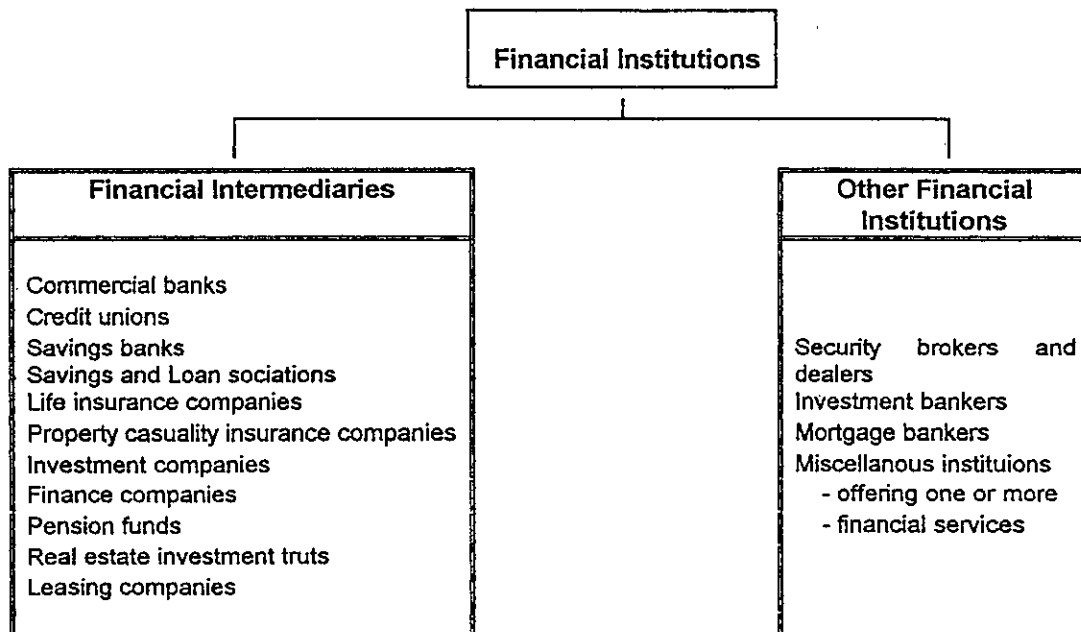 Financial Institutions
Financial Intermediaries
Commercial banks
Credit unions
Savings banks
Savings and Loan sociations
Life insurance companies
Property casuality insurance companies
Investment companies
Finance companies
Pension funds
Real estate investment truts
Leasing companies
Other Financial
Institutions
Security brokers and
dealers
Investment bankers
Mortgage bankers
Miscellanous instituions
- offering one or more
- financial services